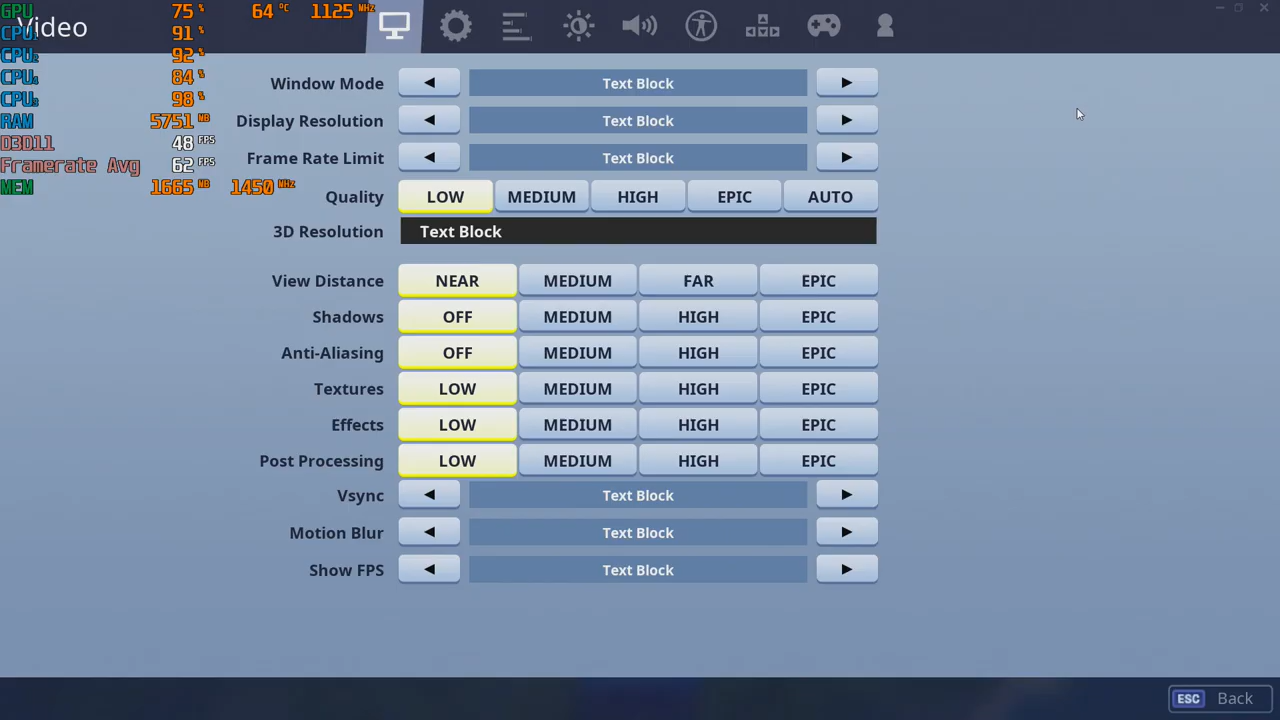 GPU 75 % 64 °C 1125 MHz
Video
CPU₁ 91 %
CPU₂ 92 %
84 %
98 %
RAM 5751 MB
D3D11 48 FPS
Framerate Avg 62 FPS
MEM 1665 MB 1450 MHz
Window Mode ◀ Text Block ▶
Display Resolution ◀ Text Block ▶
Frame Rate Limit ◀ Text Block ▶
Quality LOW MEDIUM HIGH EPIC AUTO
3D Resolution Text Block
View Distance NEAR MEDIUM FAR EPIC
Shadows OFF MEDIUM HIGH EPIC
Anti-Aliasing OFF MEDIUM HIGH EPIC
Textures LOW MEDIUM HIGH EPIC
Effects LOW MEDIUM HIGH EPIC
Post Processing LOW MEDIUM HIGH EPIC
Vsync ◀ Text Block ▶
Motion Blur ◀ Text Block ▶
Show FPS ◀ Text Block ▶
ESC Back